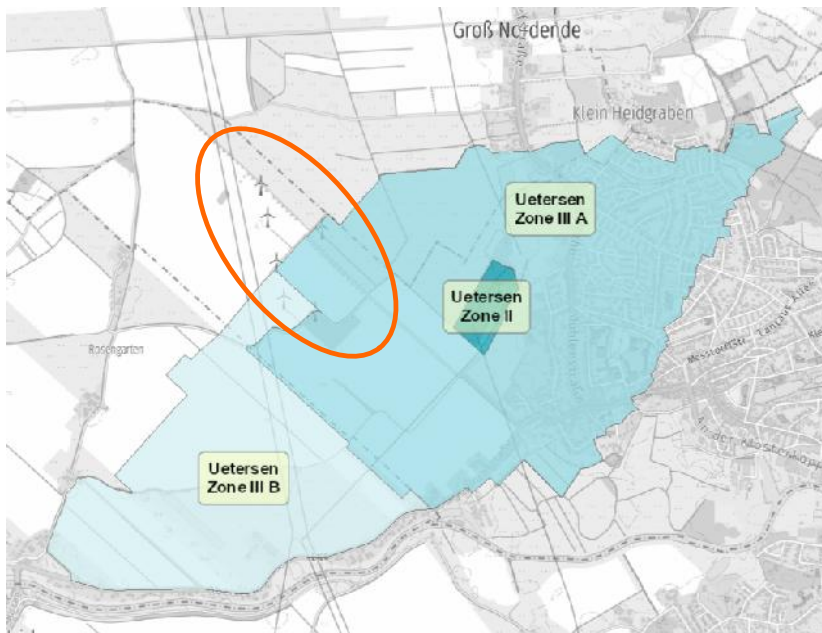 Groß Nordende
Klein Heidgraben
Uetersen
Zone III A
Uetersen
Zone II
Rosengarten
Uetersen
Zone III B